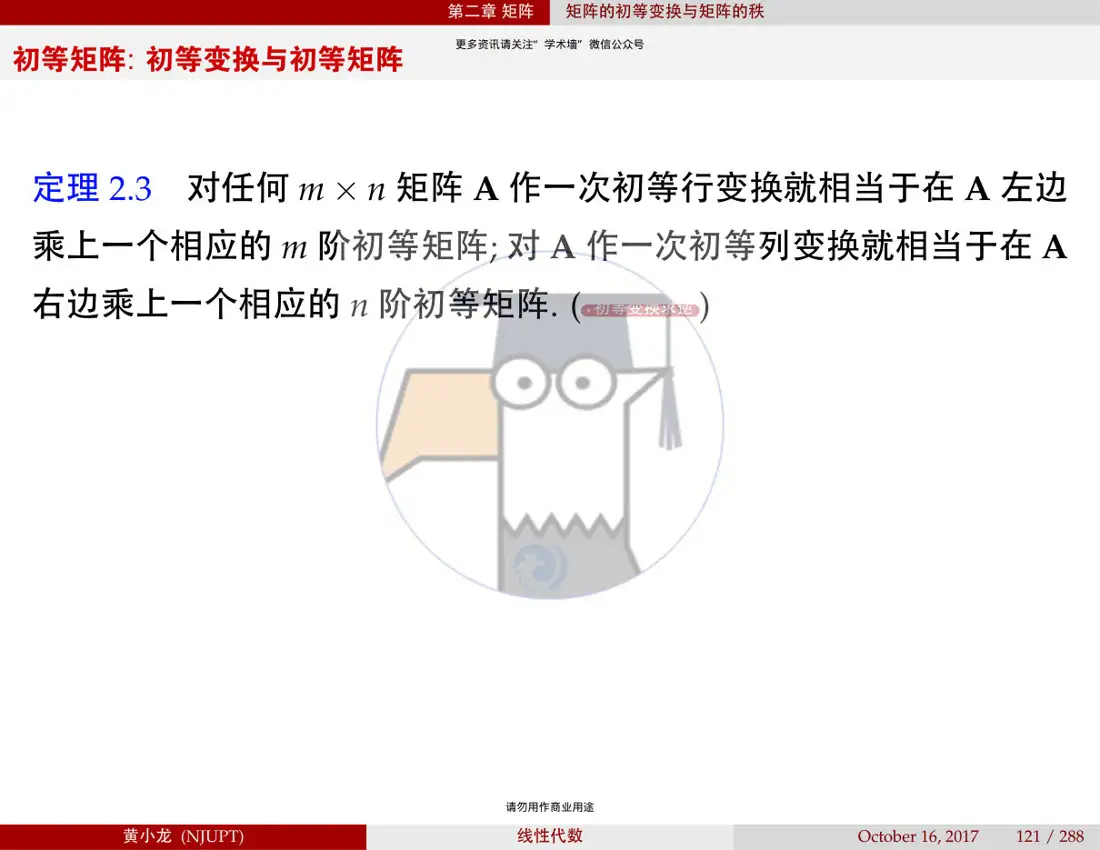 第二章 矩阵 矩阵的初等变换与矩阵的秩
更多资讯请关注“学术墙”微信公众号
初等矩阵: 初等变换与初等矩阵
定理 2.3 对任何 m × n 矩阵 A 作一次初等行变换就相当于在 A 左边
乘上一个相应的 m 阶初等矩阵; 对 A 作一次初等列变换就相当于在 A
右边乘上一个相应的 n 阶初等矩阵. (初等变换求逆)
请勿用作商业用途
黄小龙 (NJUPT) 线性代数 October 16, 2017 121 / 288